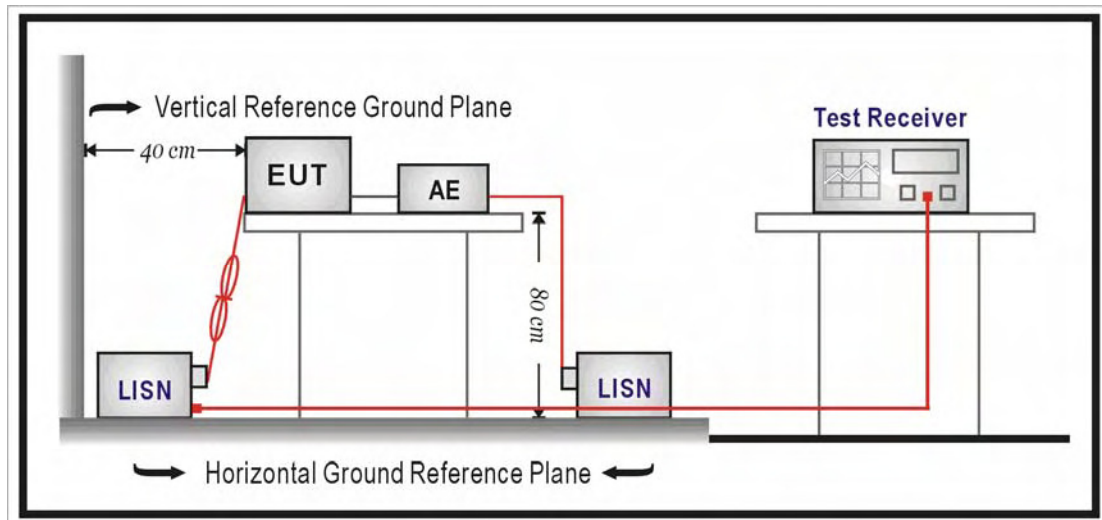 Vertical Reference Ground Plane
40 cm
Test Receiver
EUT
AE
80 cm
LISN
LISN
Horizontal Ground Reference Plane